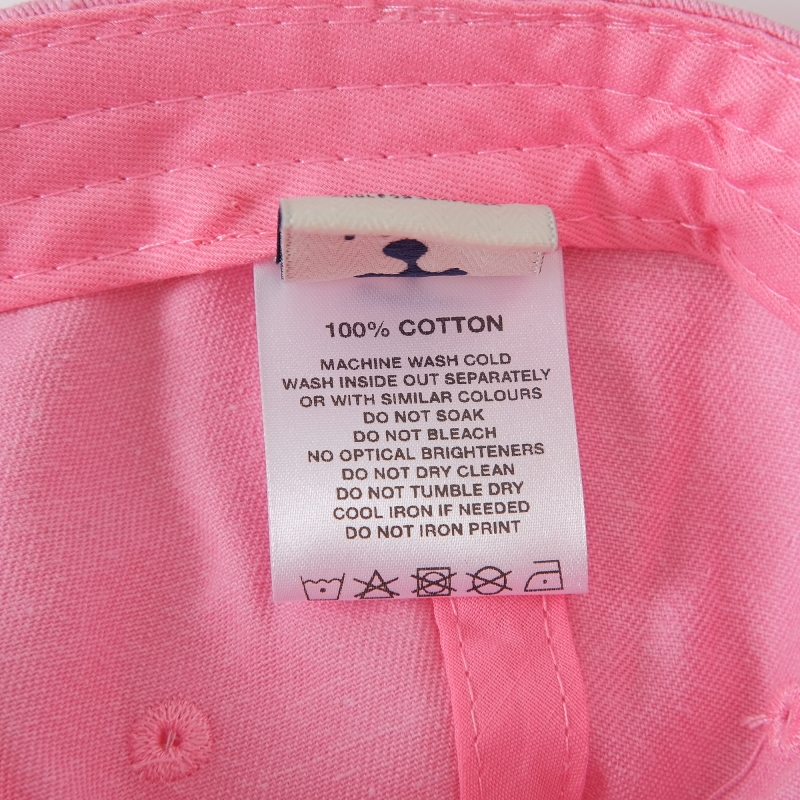 100% COTTON
MACHINE WASH COLD
WASH INSIDE OUT SEPARATELY
OR WITH SIMILAR COLOURS
DO NOT SOAK
DO NOT BLEACH
NO OPTICAL BRIGHTENERS
DO NOT DRY CLEAN
DO NOT TUMBLE DRY
COOL IRON IF NEEDED
DO NOT IRON PRINT